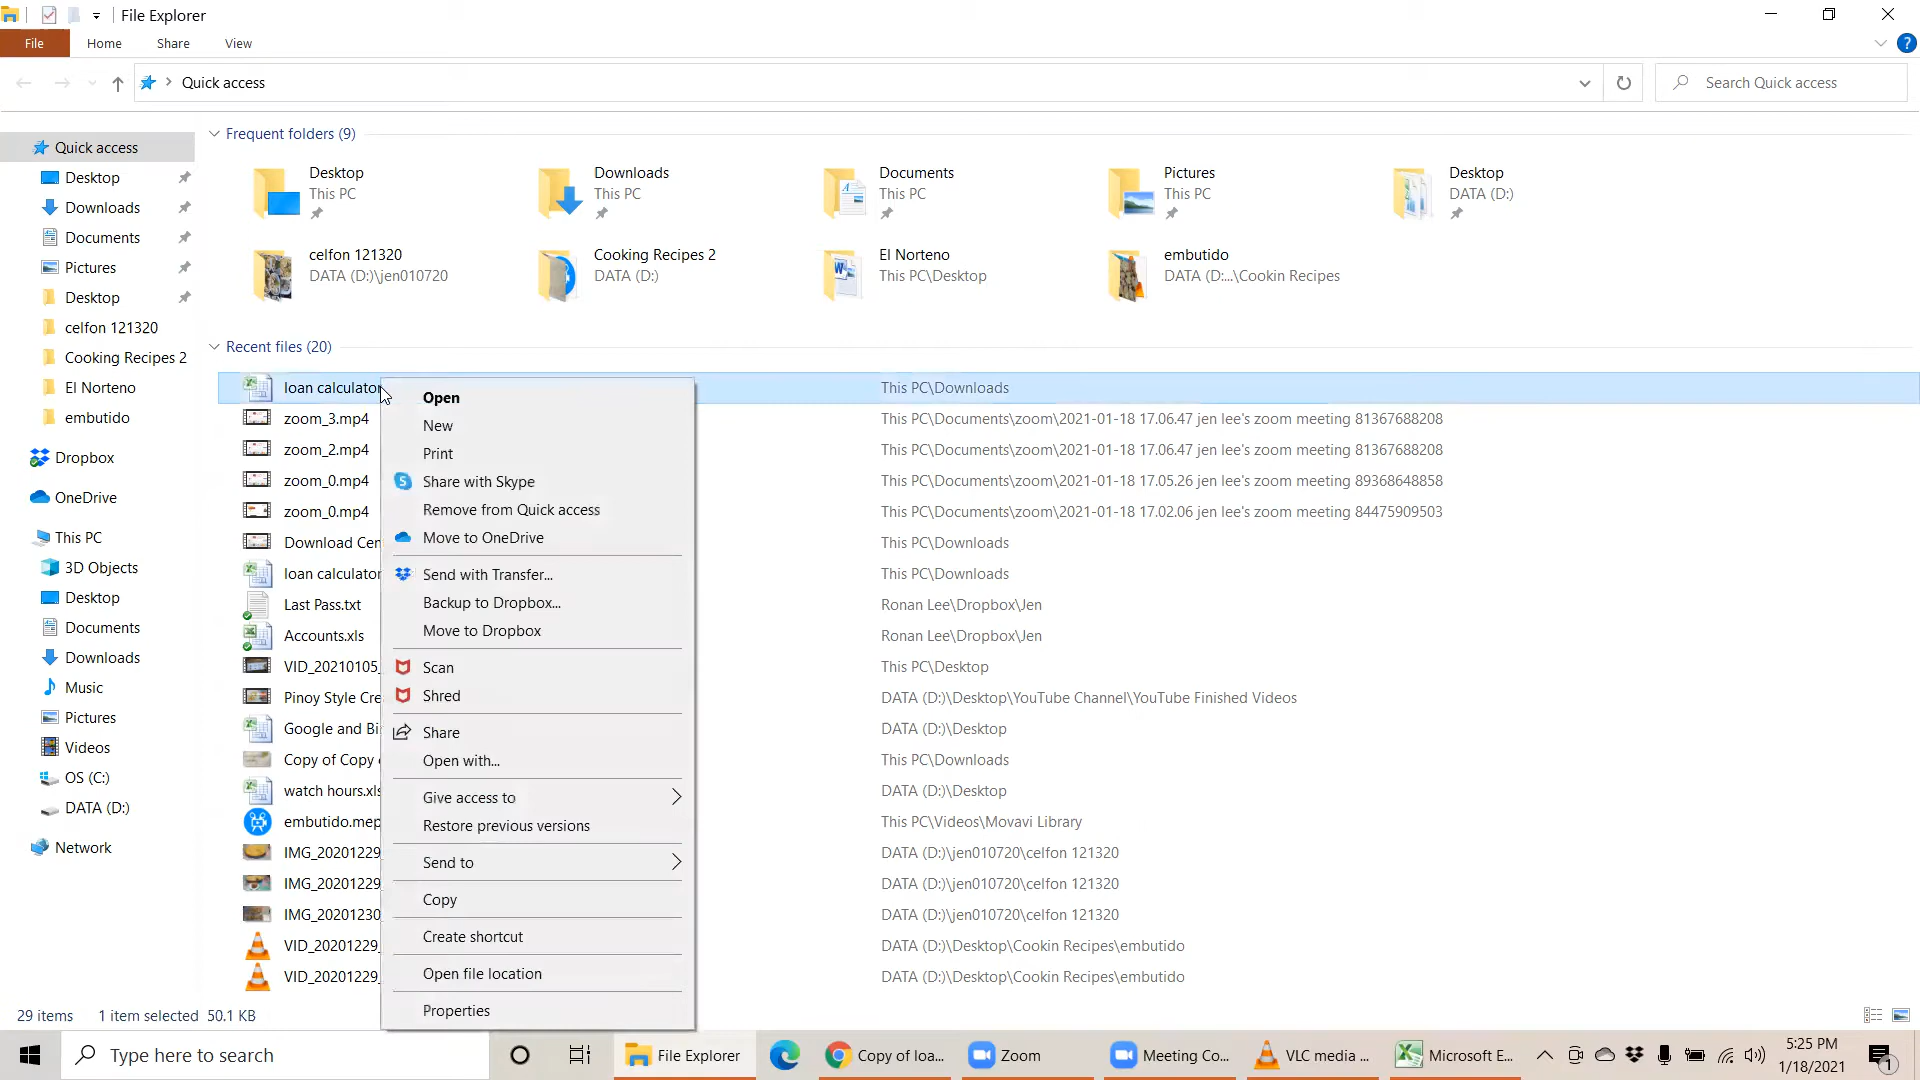 File Explorer
File Home Share View
Quick access
Search Quick access
Quick access
Desktop
Downloads
Documents
Pictures
Desktop
celfon 121320
Cooking Recipes 2
El Norteno
embutido
Dropbox
OneDrive
This PC
3D Objects
Desktop
Documents
Downloads
Music
Pictures
Videos
OS (C:)
DATA (D:)
Network
Frequent folders (9)
Desktop
This PC
Downloads
This PC
Documents
This PC
Pictures
This PC
Desktop
DATA (D:)
celfon 121320
DATA (D:)\jen010720
Cooking Recipes 2
DATA (D:)
El Norteno
This PC\Desktop
embutido
DATA (D:...\Cookin Recipes
Recent files (20)
loan calculator This PC\Downloads
zoom_3.mp4 This PC\Documents\zoom\2021-01-18 17.06.47 jen lee's zoom meeting 81367688208
zoom_2.mp4 This PC\Documents\zoom\2021-01-18 17.06.47 jen lee's zoom meeting 81367688208
zoom_0.mp4 This PC\Documents\zoom\2021-01-18 17.05.26 jen lee's zoom meeting 89368648858
zoom_0.mp4 This PC\Documents\zoom\2021-01-18 17.02.06 jen lee's zoom meeting 84475909503
Download Cen This PC\Downloads
loan calculator This PC\Downloads
Last Pass.txt Ronan Lee\Dropbox\Jen
Accounts.xls Ronan Lee\Dropbox\Jen
VID_20210105_ This PC\Desktop
Pinoy Style Cre DATA (D:)\Desktop\YouTube Channel\YouTube Finished Videos
Google and Bi DATA (D:)\Desktop
Copy of Copy This PC\Downloads
watch hours.xls DATA (D:)\Desktop
embutido.mep This PC\Videos\Movavi Library
IMG_20201229 DATA (D:)\jen010720\celfon 121320
IMG_20201229 DATA (D:)\jen010720\celfon 121320
IMG_20201230 DATA (D:)\jen010720\celfon 121320
VID_20201229_ DATA (D:)\Desktop\Cookin Recipes\embutido
VID_20201229_ DATA (D:)\Desktop\Cookin Recipes\embutido
Open
New
Print
Share with Skype
Remove from Quick access
Move to OneDrive
Send with Transfer...
Backup to Dropbox...
Move to Dropbox
Scan
Shred
Share
Open with...
Give access to
Restore previous versions
Send to
Copy
Create shortcut
Open file location
Properties
29 items 1 item selected 50.1 KB
Type here to search
File Explorer
Copy of loa...
Zoom
Meeting Co...
VLC media ...
Microsoft E...
5:25 PM
1/18/2021
1